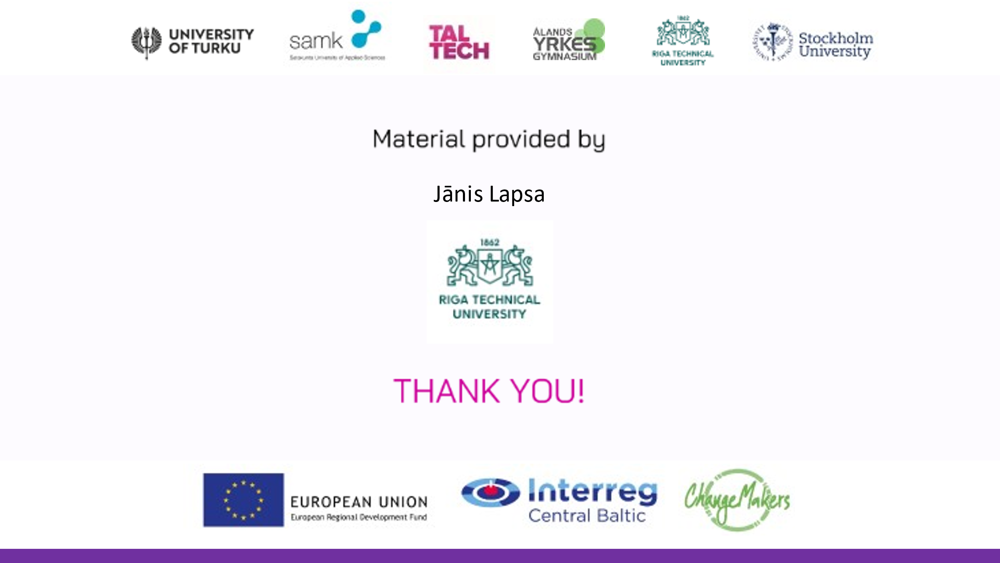 UNIVERSITY
OF TURKU
samk
Satakunta University of Applied Sciences
TAL
TECH
ÅLANDS
YRKES
GYMNASIUM
1862
RIGA TECHNICAL
UNIVERSITY
Stockholm
University
Material provided by
Jānis Lapsa
1862
RIGA TECHNICAL
UNIVERSITY
THANK YOU!
EUROPEAN UNION
European Regional Development Fund
Interreg
Central Baltic
ChangeMakers